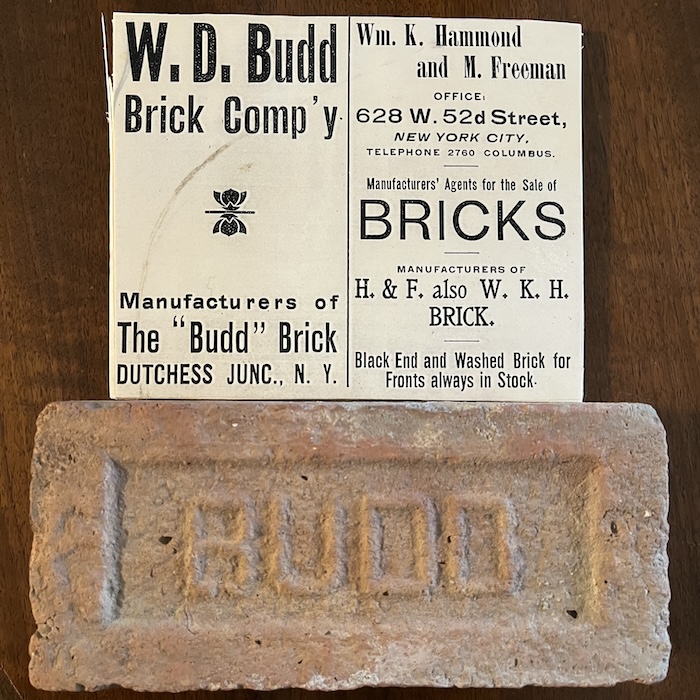 W. D. Budd
Brick Comp'y.
Manufacturers of
The "Budd" Brick
DUTCHESS JUNC., N. Y.
Wm. K. Hammond
and M. Freeman
OFFICE:
628 W. 52d Street,
NEW YORK CITY.
TELEPHONE 2760 COLUMBUS.
Manufacturers' Agents for the Sale of
BRICKS
MANUFACTURERS OF
H. & F. also W. K. H.
BRICK.
Black End and Washed Brick for
Fronts always in Stock.
BUDD